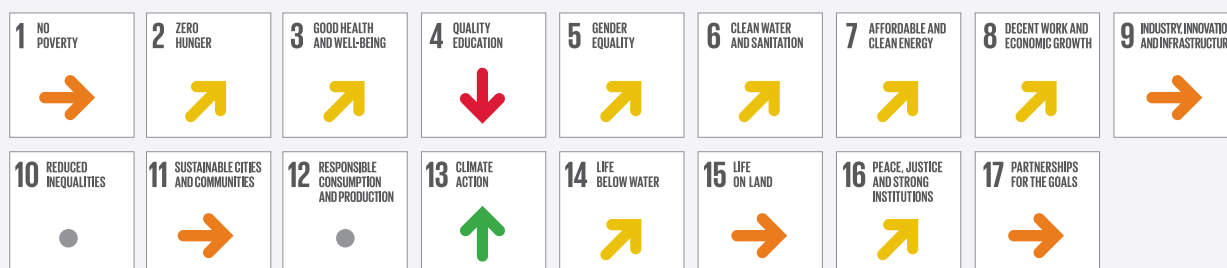 1 NO
POVERTY
2 ZERO
HUNGER
3 GOOD HEALTH
AND WELL-BEING
4 QUALITY
EDUCATION
5 GENDER
EQUALITY
6 CLEAN WATER
AND SANITATION
7 AFFORDABLE AND
CLEAN ENERGY
8 DECENT WORK AND
ECONOMIC GROWTH
9 INDUSTRY, INNOVATIO
AND INFRASTRUCTUR
10 REDUCED
INEQUALITIES
11 SUSTAINABLE CITIES
AND COMMUNITIES
12 RESPONSIBLE
CONSUMPTION
AND PRODUCTION
13 CLIMATE
ACTION
14 LIFE
BELOW WATER
15 LIFE
ON LAND
16 PEACE, JUSTICE
AND STRONG
INSTITUTIONS
17 PARTNERSHIPS
FOR THE GOALS